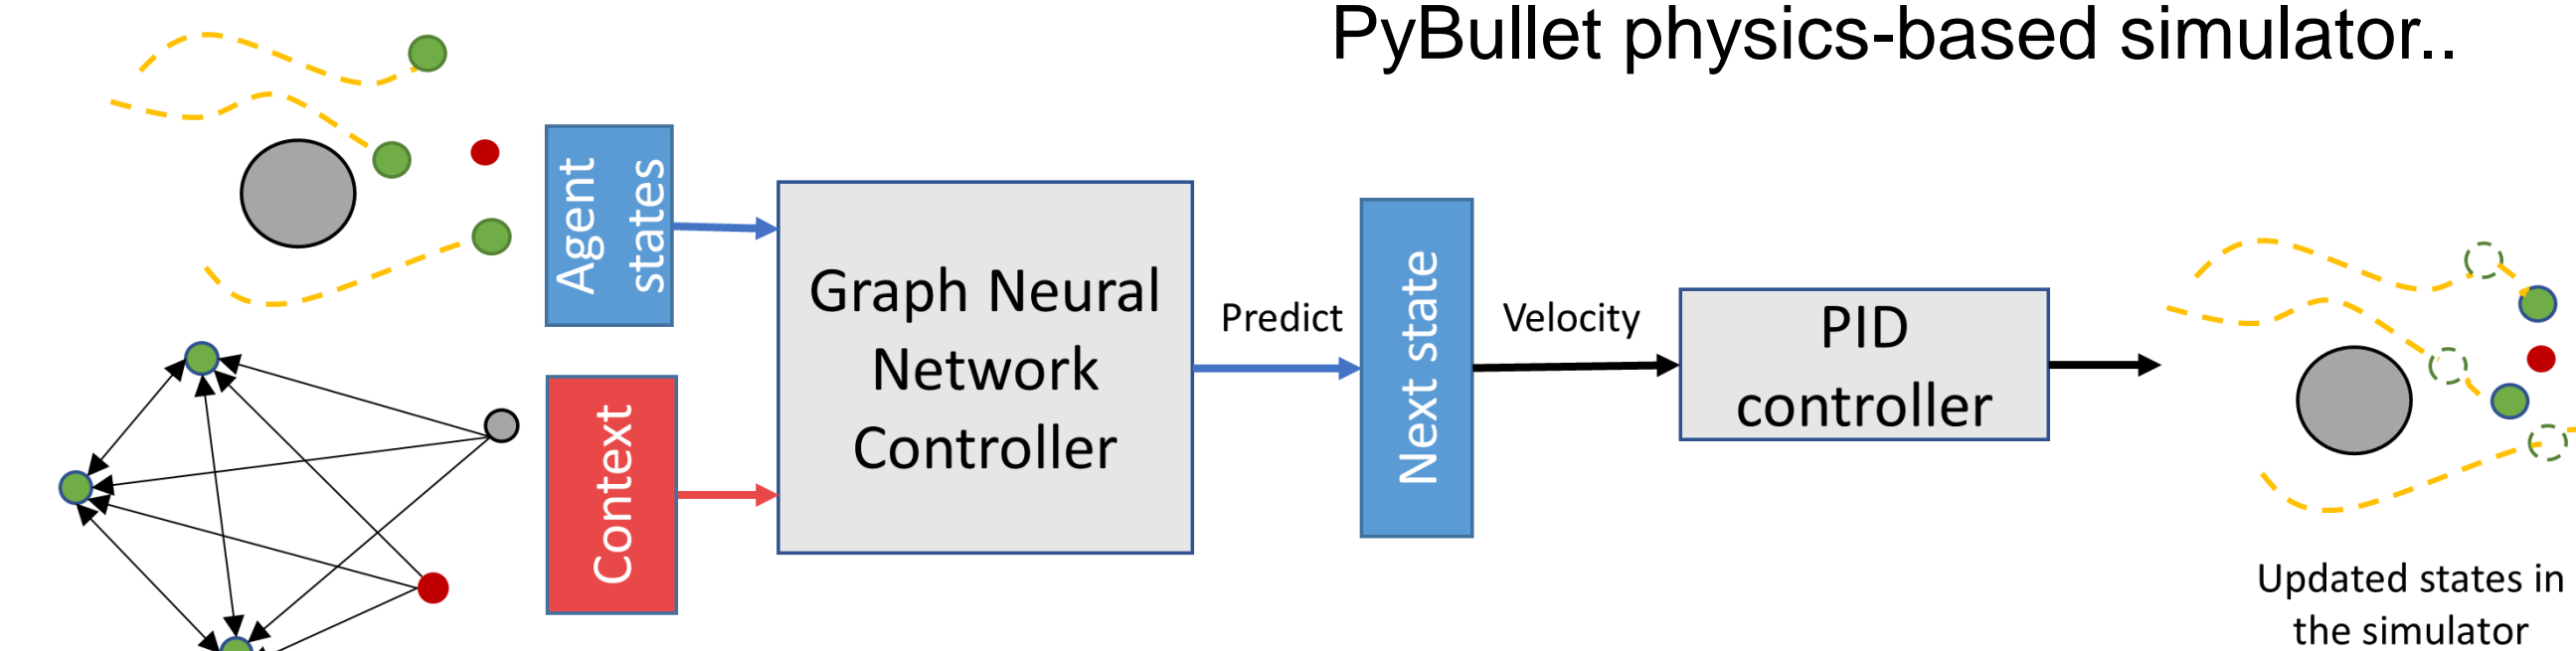 PyBullet physics-based simulator..
Agent
states
Context
Graph Neural
Network
Controller
Predict
Next state
Velocity
PID
controller
Updated states in
the simulator